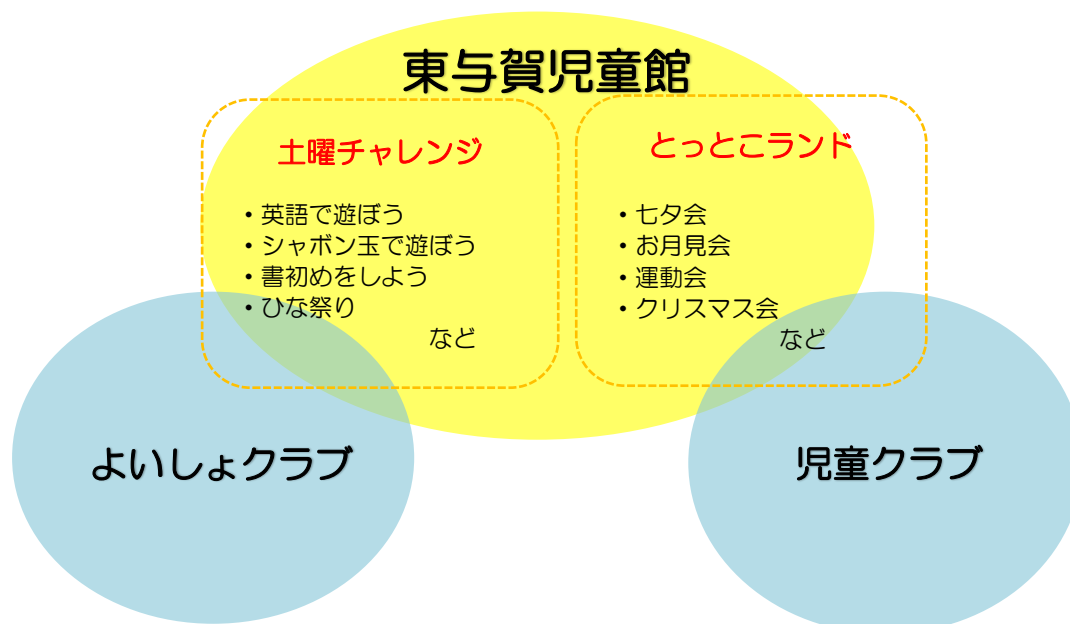 東与賀児童館
土曜チャレンジ
・英語で遊ぼう
・シャボン玉で遊ぼう
・書初めをしよう
・ひな祭り
など
とっとこランド
・七夕会
・お月見会
・運動会
・クリスマス会
など
よいしょクラブ
児童クラブ